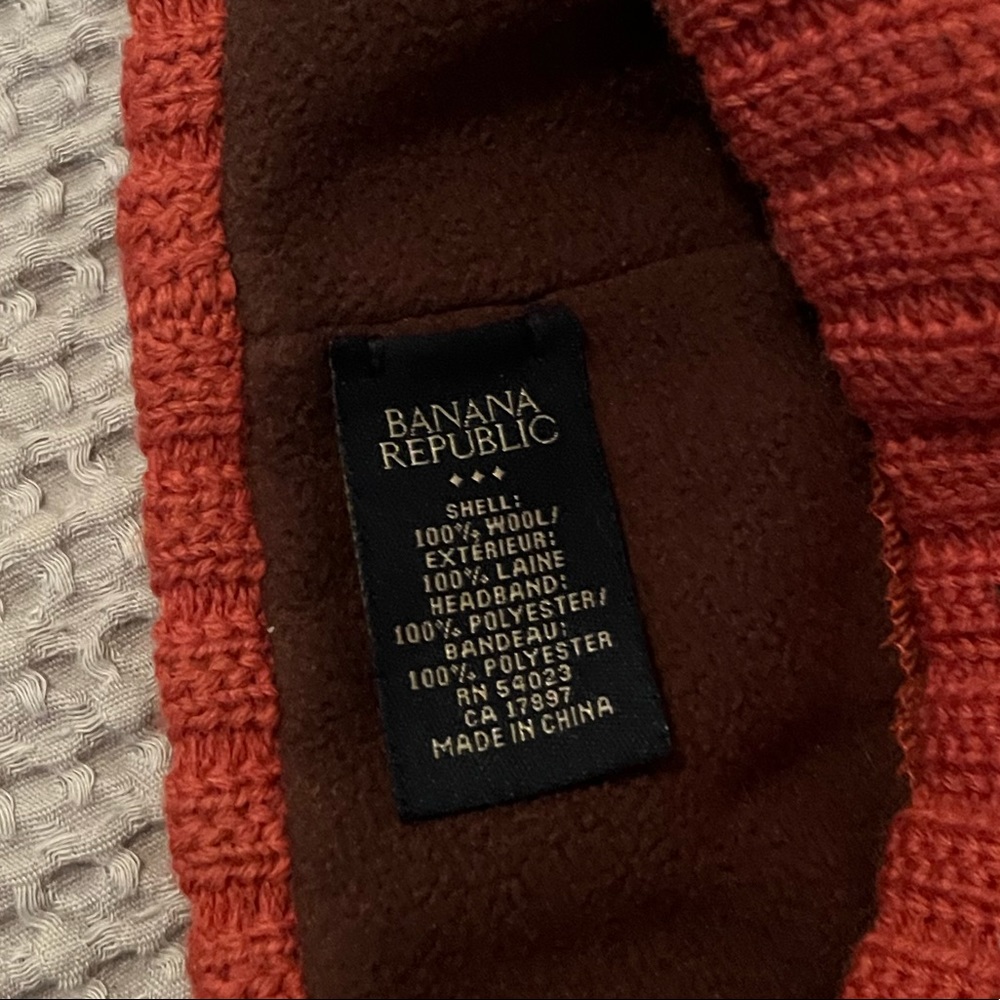 BANANA
REPUBLIC
SHELL:
100% WOOL/
EXTÉRIEUR:
100% LAINE
HEADBAND:
100% POLYESTER/
BANDEAU:
100% POLYESTER
RN 54023
CA 17897
MADE IN CHINA